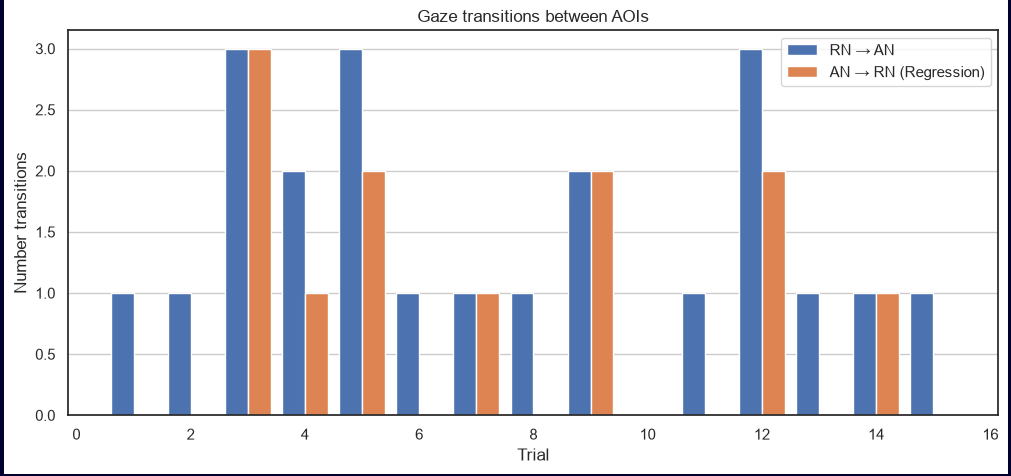 Gaze transitions between AOIs
RN → AN
AN → RN (Regression)
Number transitions
3.0
2.5
2.0
1.5
1.0
0.5
0.0
0 2 4 6 8 10 12 14 16
Trial